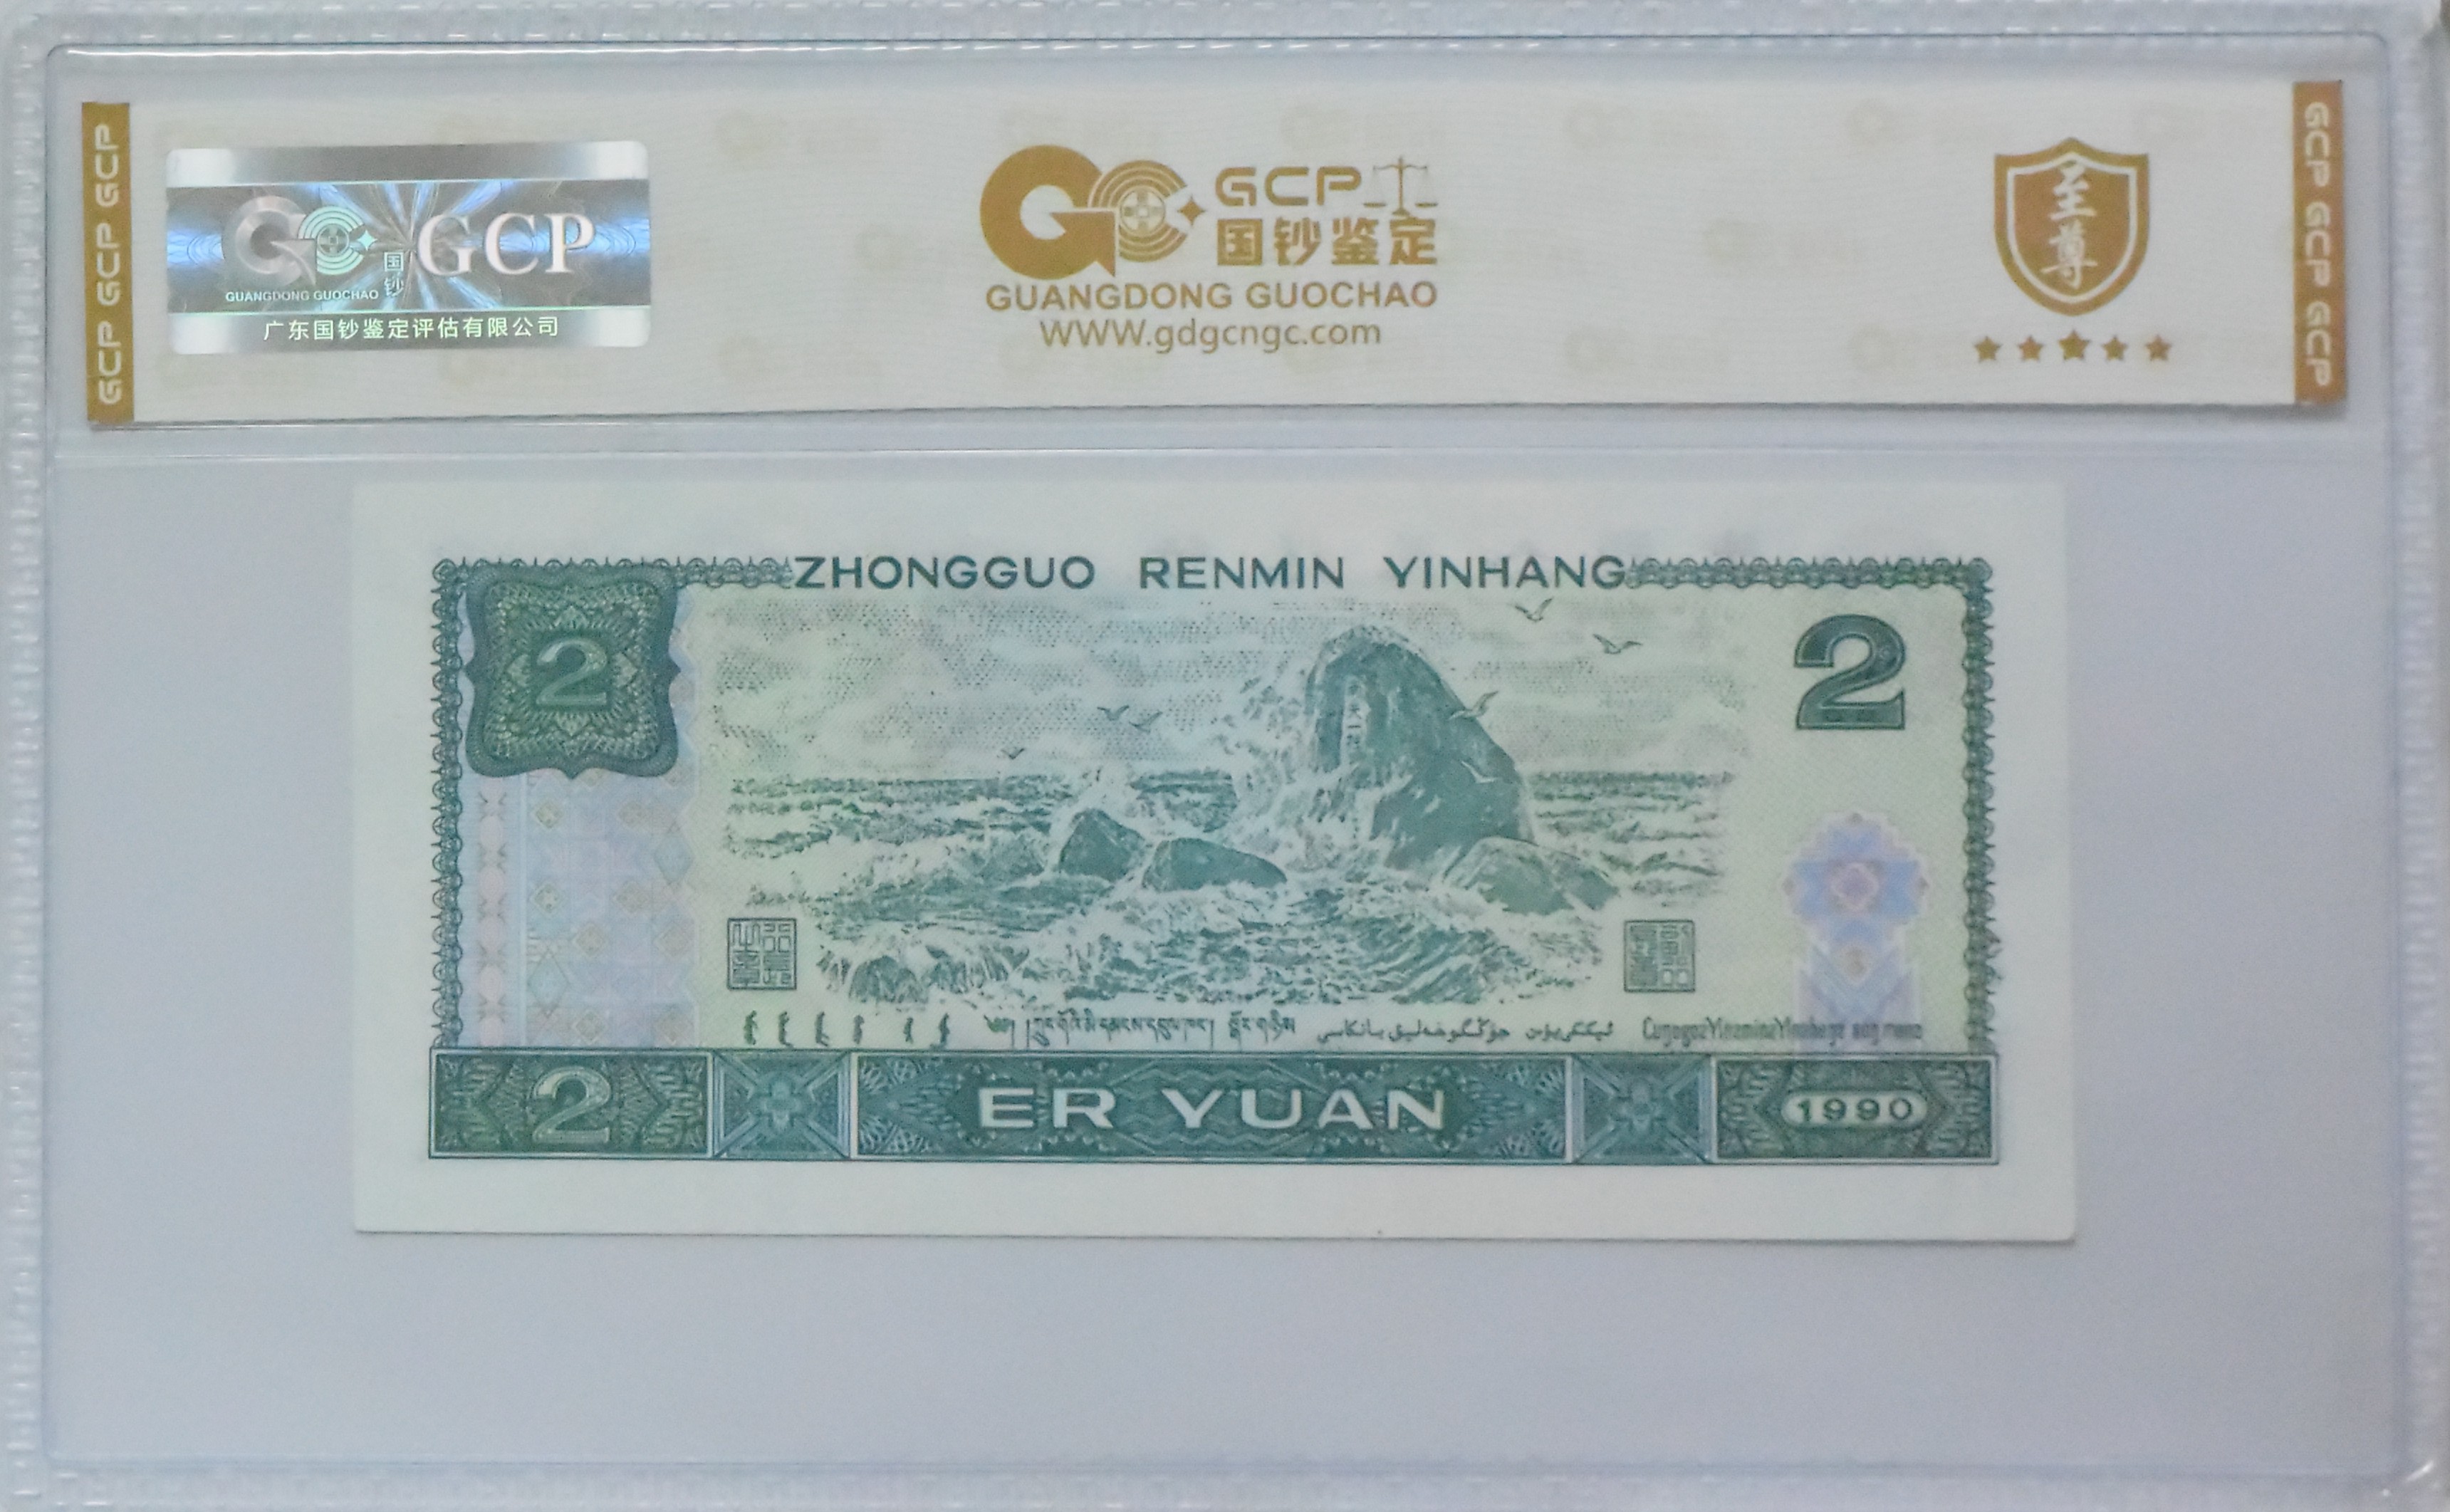 GCP GCP GCP
GCP
国钞
GUANGDONG GUOCHAO
广东国钞鉴定评估有限公司
GCP
国钞鉴定
GUANGDONG GUOCHAO
WWW.gdgcngc.com
至尊
GCP GCP GCP
ZHONGGUO RENMIN YINHANG
2
2
2
ER YUAN
1990